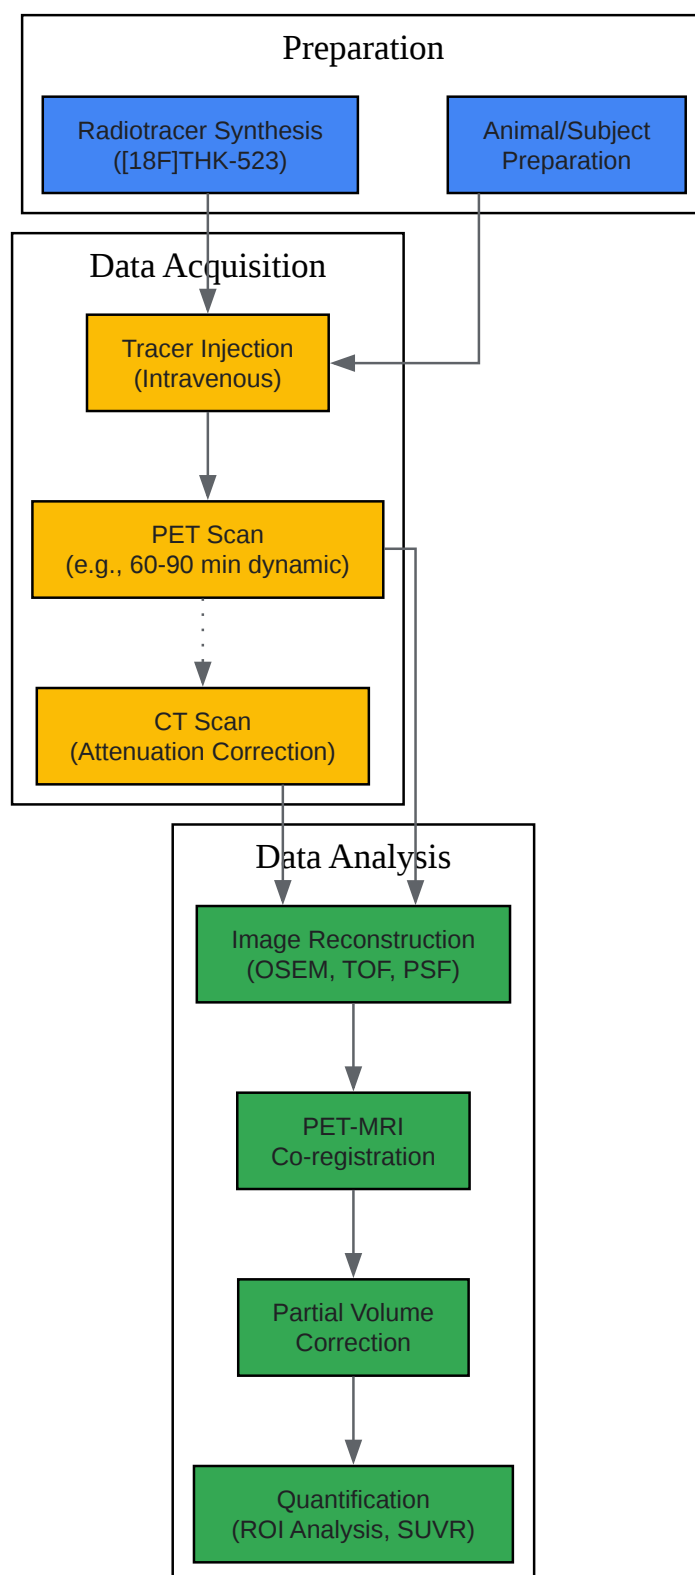 Preparation
Radiotracer Synthesis
([18F]THK-523)
Animal/Subject
Preparation
Data Acquisition
Tracer Injection
(Intravenous)
PET Scan
(e.g., 60-90 min dynamic)
CT Scan
(Attenuation Correction)
Data Analysis
Image Reconstruction
(OSEM, TOF, PSF)
PET-MRI
Co-registration
Partial Volume
Correction
Quantification
(ROI Analysis, SUVR)